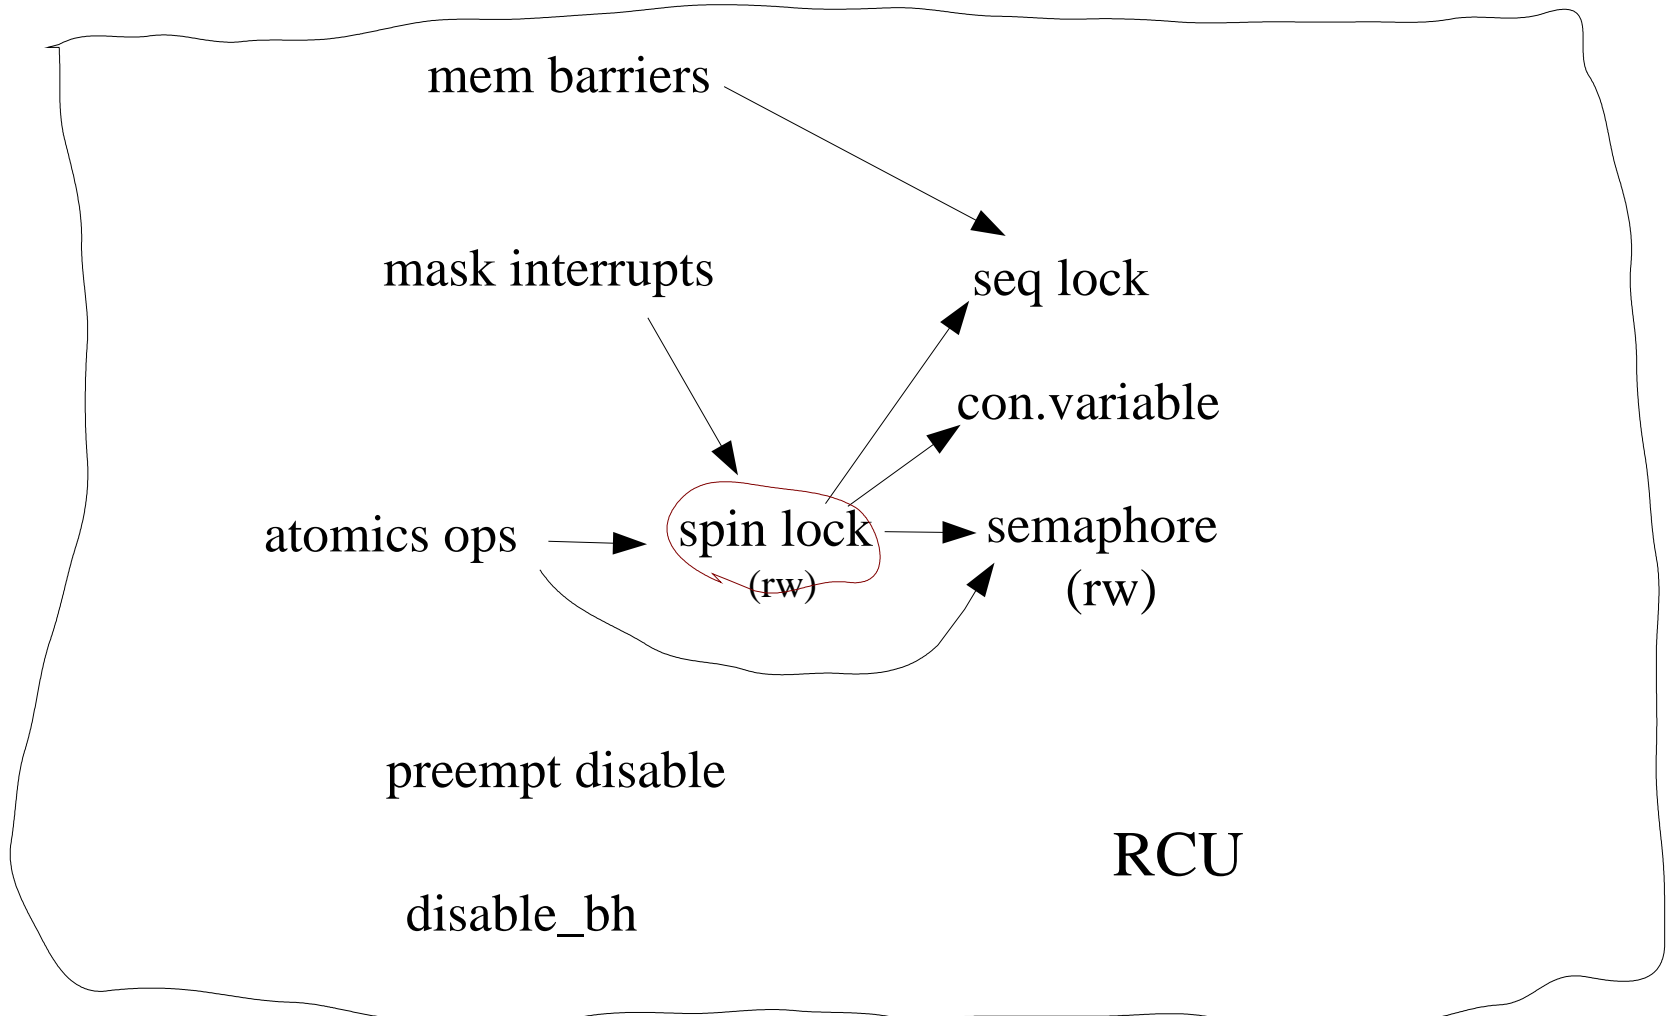 mem barriers
mask interrupts
seq lock
con.variable
atomics ops
spin lock
(rw)
semaphore
(rw)
preempt disable
RCU
disable_bh